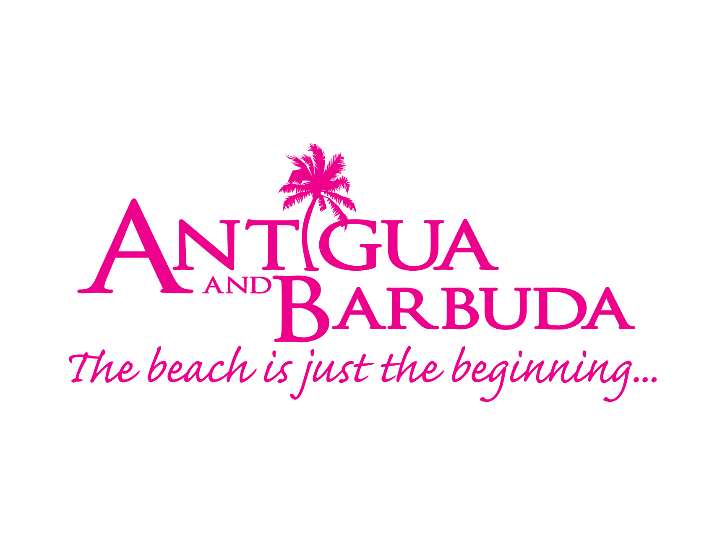 ANTIGUA
AND BARBUDA
The beach is just the beginning...